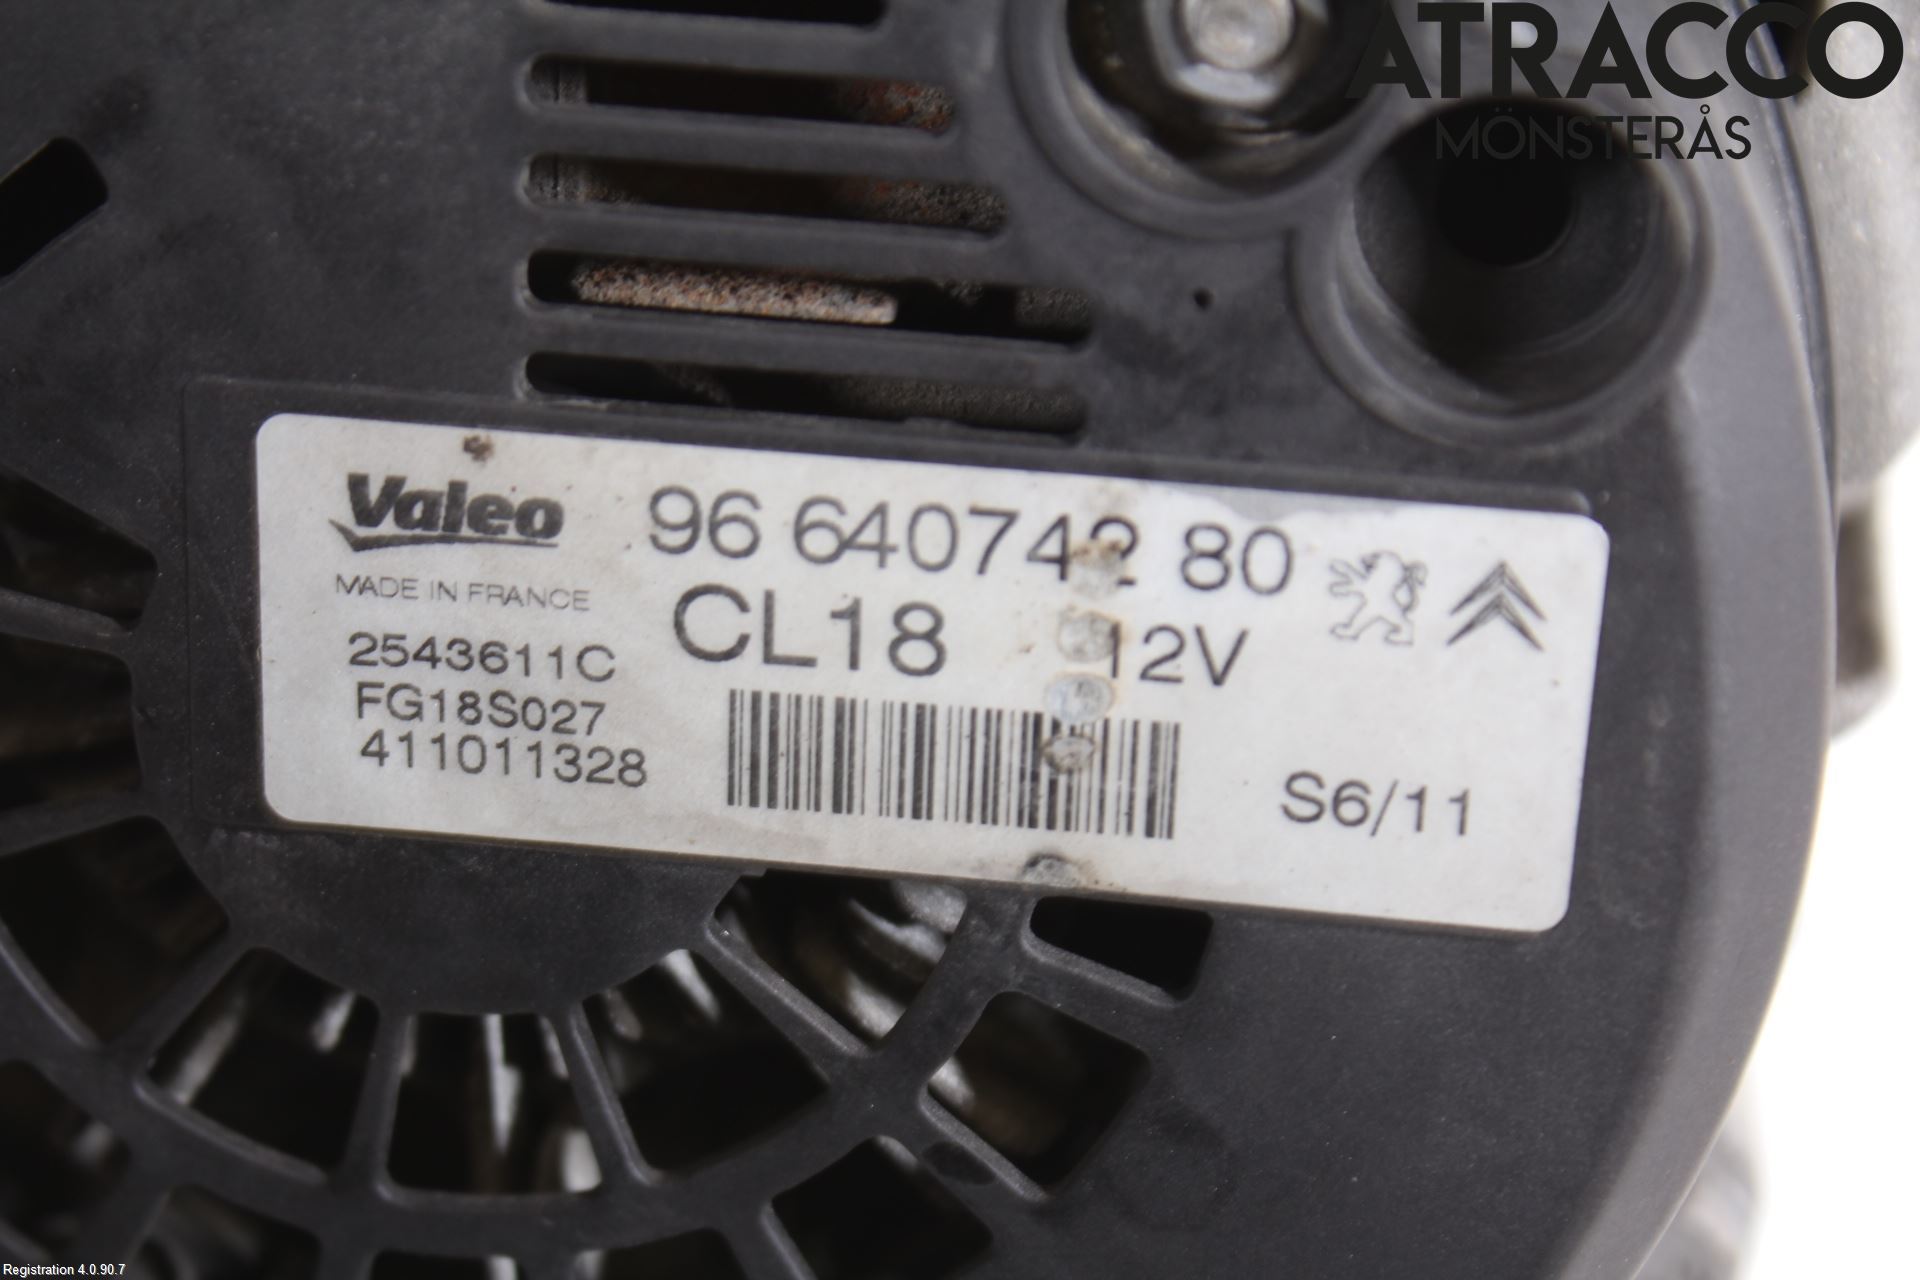 ATRACCO
MÖNSTERÅS
Valeo
MADE IN FRANCE
2543611C
FG18S027
411011328
96 640742 80
CL18 12V
S6/11
Registration 4.0.90.7